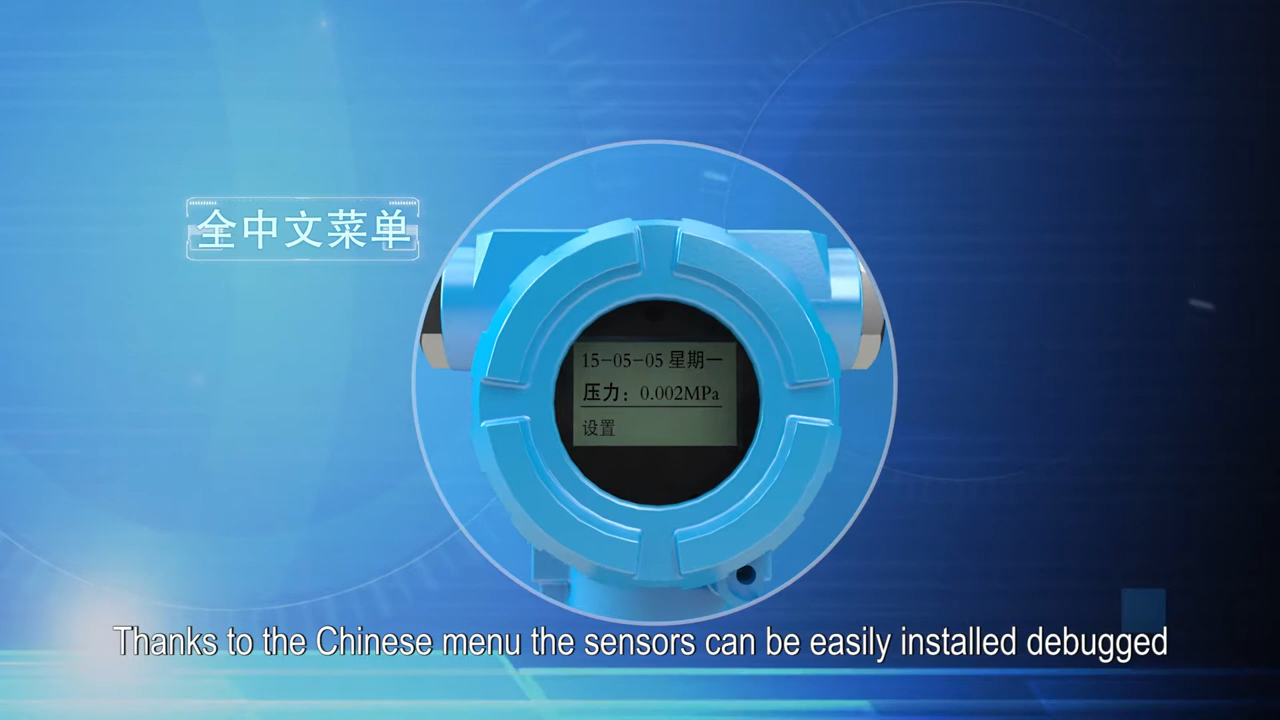 全中文菜单
15-05-05 星期一
压力：0.002MPa
设置
Thanks to the Chinese menu the sensors can be easily installed debugged